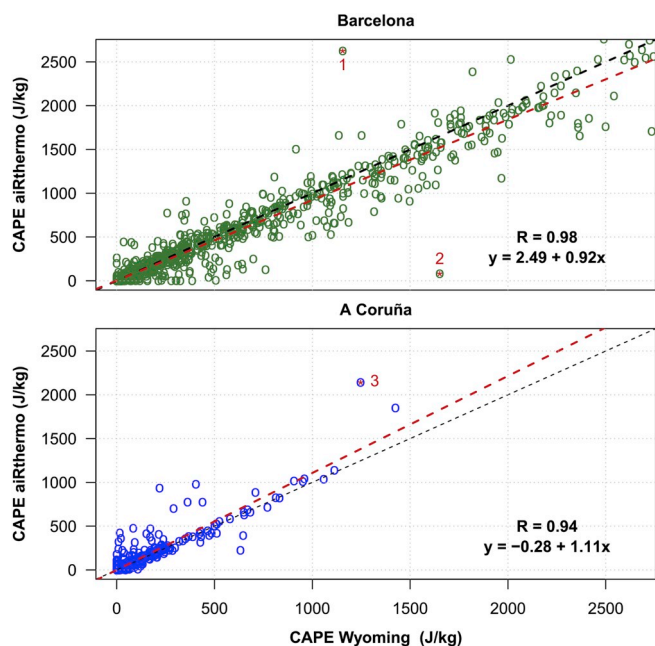 Barcelona
CAPE aiRthermo (J/kg)
2500
2000
1500
1000
500
0
1
2
R = 0.98
y = 2.49 + 0.92x
A Coruña
CAPE aiRthermo (J/kg)
2500
2000
1500
1000
500
0
3
R = 0.94
y = −0.28 + 1.11x
0 500 1000 1500 2000 2500
CAPE Wyoming (J/kg)